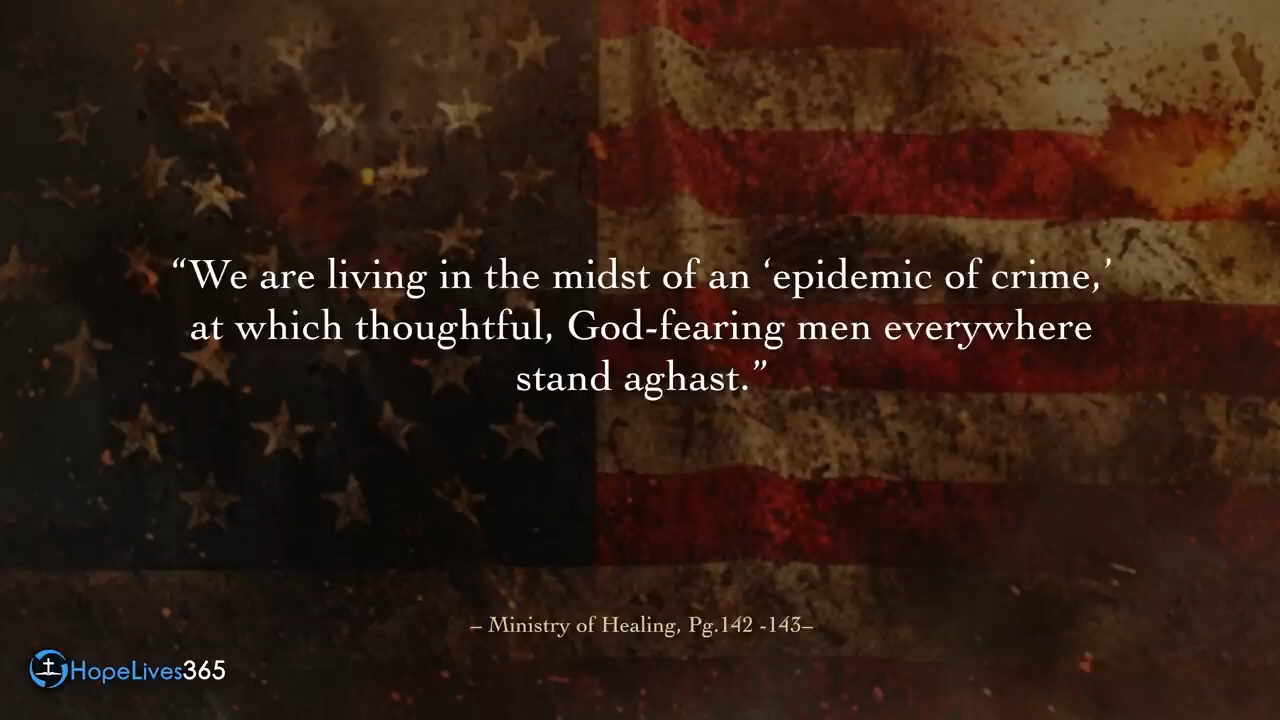 “We are living in the midst of an ‘epidemic of crime,’
at which thoughtful, God-fearing men everywhere
stand aghast.”
– Ministry of Healing, Pg.142 -143–
HopeLives365